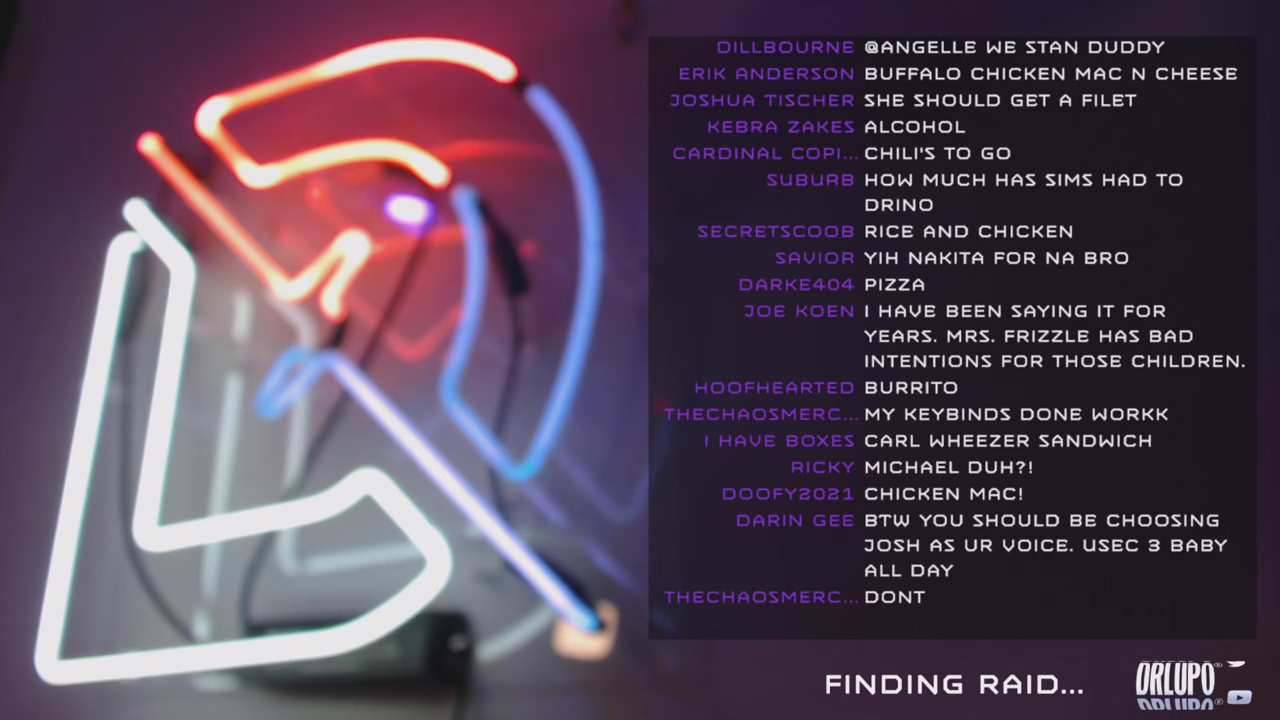 DILLBOURNE @ANGELLE WE STAN DUDDY
ERIK ANDERSON BUFFALO CHICKEN MAC N CHEESE
JOSHUA TISCHER SHE SHOULD GET A FILET
KEBRA ZAKES ALCOHOL
CARDINAL COPI... CHILI'S TO GO
SUBURB HOW MUCH HAS SIMS HAD TO
DRINO
SECRETSCOOB RICE AND CHICKEN
SAVIOR YIH NAKITA FOR NA BRO
DARKE404 PIZZA
JOE KOEN I HAVE BEEN SAYING IT FOR
YEARS. MRS. FRIZZLE HAS BAD
INTENTIONS FOR THOSE CHILDREN.
HOOFHEARTED BURRITO
THECHAOSMERC... MY KEYBINDS DONE WORKK
I HAVE BOXES CARL WHEEZER SANDWICH
RICKY MICHAEL DUH?!
DOOFY2021 CHICKEN MAC!
DARIN GEE BTW YOU SHOULD BE CHOOSING
JOSH AS UR VOICE. USEC 3 BABY
ALL DAY
THECHAOSMERC... DONT
FINDING RAID...
DRLUPO®